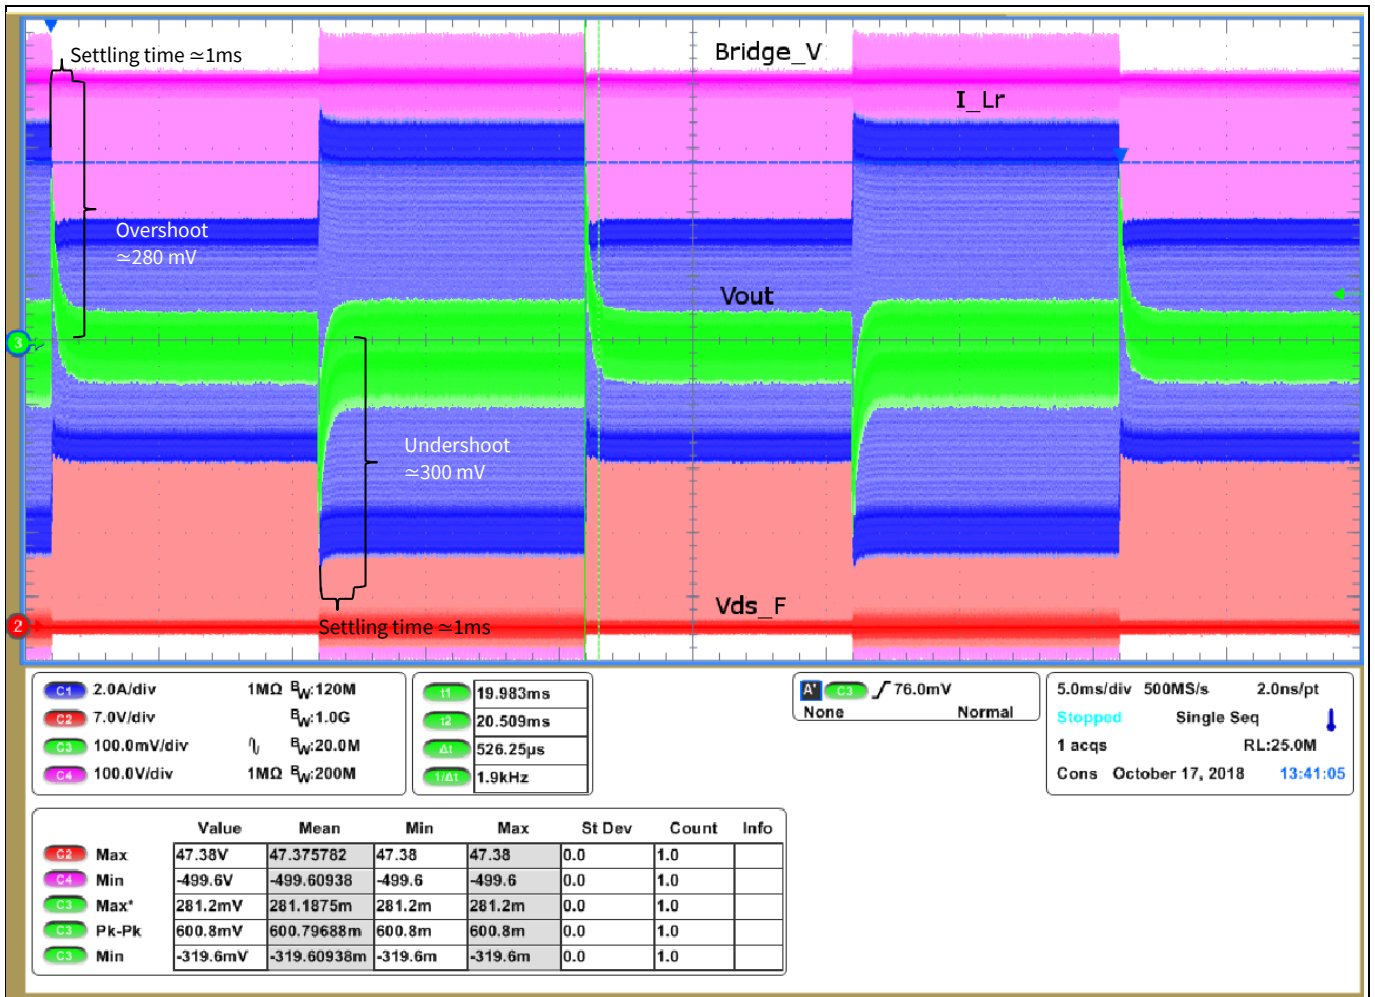 Settling time ≃1ms
Bridge_V
I_Lr
Overshoot
≃280 mV
Vout
3
Undershoot
≃300 mV
Vds_F
2
Settling time ≃1ms
C1 2.0A/div 1MΩ BW:120M
C2 7.0V/div BW:1.0G
C3 100.0mV/div BW:20.0M
C4 100.0V/div 1MΩ BW:200M
t1 19.983ms
t2 20.509ms
Δt 526.25µs
1/Δt 1.9kHz
A' C3 76.0mV
None Normal
5.0ms/div 500MS/s 2.0ns/pt
Stopped Single Seq
1 acqs RL:25.0M
Cons October 17, 2018 13:41:05
Value Mean Min Max St Dev Count Info
C2 Max 47.38V 47.375782 47.38 47.38 0.0 1.0
C4 Min -499.6V -499.60938 -499.6 -499.6 0.0 1.0
C3 Max* 281.2mV 281.1875m 281.2m 281.2m 0.0 1.0
C3 Pk-Pk 600.8mV 600.79688m 600.8m 600.8m 0.0 1.0
C3 Min -319.6mV -319.60938m -319.6m -319.6m 0.0 1.0